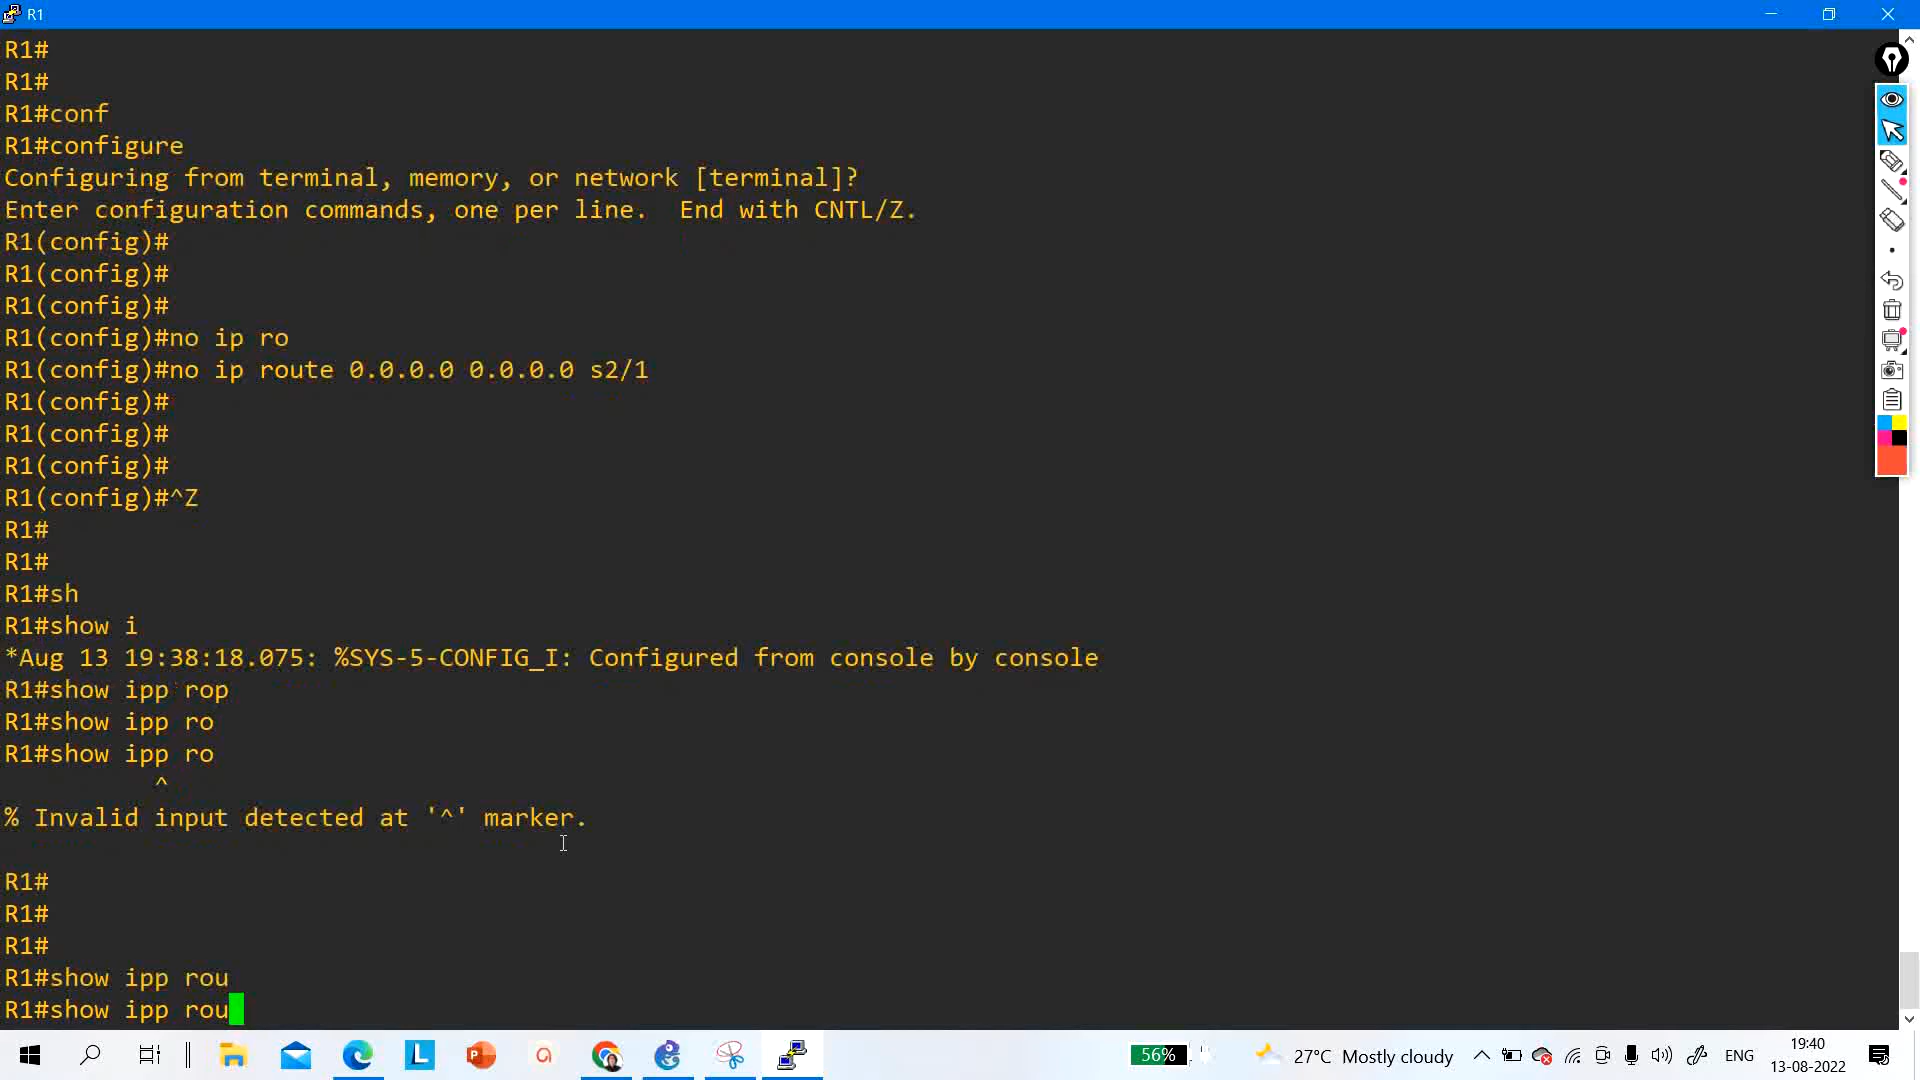 R1
R1#
R1#
R1#conf
R1#configure
Configuring from terminal, memory, or network [terminal]?
Enter configuration commands, one per line.  End with CNTL/Z.
R1(config)#
R1(config)#
R1(config)#
R1(config)#no ip ro
R1(config)#no ip route 0.0.0.0 0.0.0.0 s2/1
R1(config)#
R1(config)#
R1(config)#
R1(config)#^Z
R1#
R1#
R1#sh
R1#show i
*Aug 13 19:38:18.075: %SYS-5-CONFIG_I: Configured from console by console
R1#show ipp rop
R1#show ipp ro
R1#show ipp ro
^
% Invalid input detected at '^' marker.
R1#
R1#
R1#
R1#show ipp rou
R1#show ipp rou
56% 27°C Mostly cloudy ENG 19:40
13-08-2022